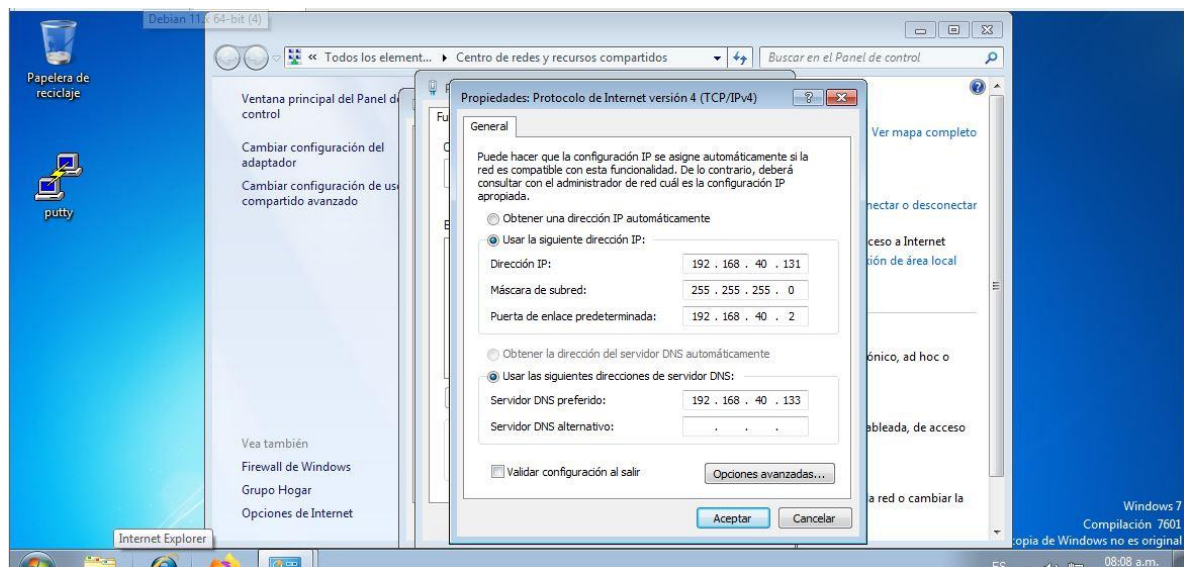 Debian 11.x 64-bit (4)
Papelera de
reciclaje
putty
« Todos los element... ▸ Centro de redes y recursos compartidos
Buscar en el Panel de control
Ventana principal del Panel de
control
Cambiar configuración del
adaptador
Cambiar configuración de uso
compartido avanzado
Vea también
Firewall de Windows
Grupo Hogar
Opciones de Internet
Fu
Propiedades: Protocolo de Internet versión 4 (TCP/IPv4)
General
Puede hacer que la configuración IP se asigne automáticamente si la
red es compatible con esta funcionalidad. De lo contrario, deberá
consultar con el administrador de red cuál es la configuración IP
apropiada.
Obtener una dirección IP automáticamente
Usar la siguiente dirección IP:
Dirección IP: 192 . 168 . 40 . 131
Máscara de subred: 255 . 255 . 255 . 0
Puerta de enlace predeterminada: 192 . 168 . 40 . 2
Obtener la dirección del servidor DNS automáticamente
Usar las siguientes direcciones de servidor DNS:
Servidor DNS preferido: 192 . 168 . 40 . 133
Servidor DNS alternativo: . . .
Validar configuración al salir
Opciones avanzadas...
Aceptar
Cancelar
Ver mapa completo
nectar o desconectar
ceso a Internet
ión de área local
ónico, ad hoc o
ableada, de acceso
a red o cambiar la
Windows 7
Compilación 7601
copia de Windows no es original
Internet Explorer
ES
08:08 a.m.